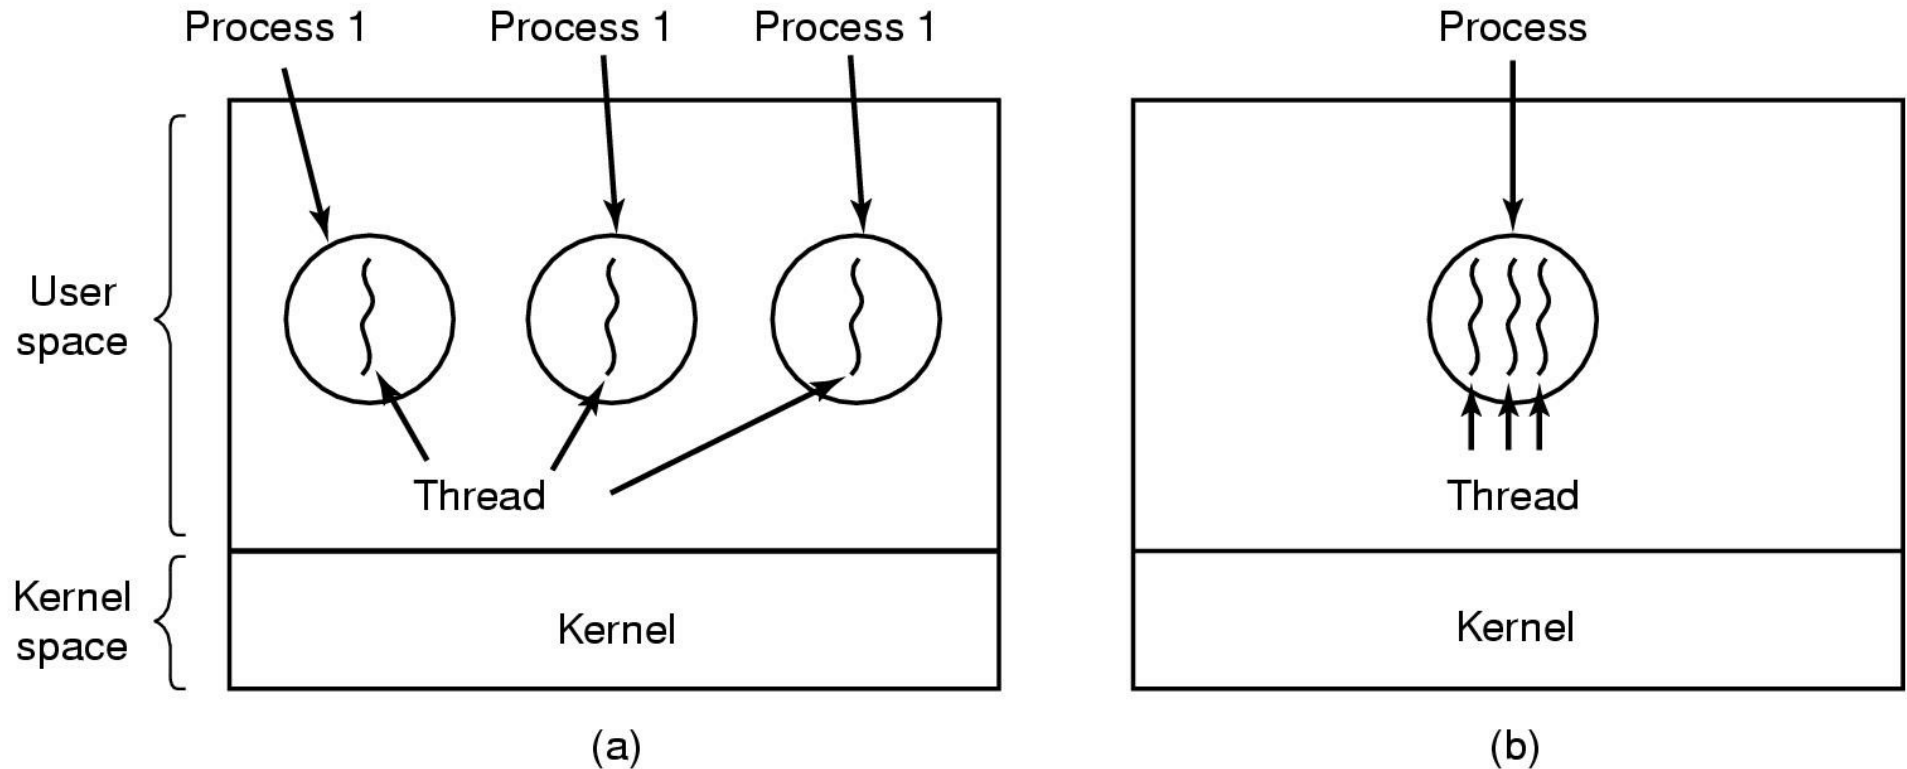 Process 1
Process 1
Process 1
Process
User
space
Thread
Thread
Kernel
space
Kernel
Kernel
(a)
(b)